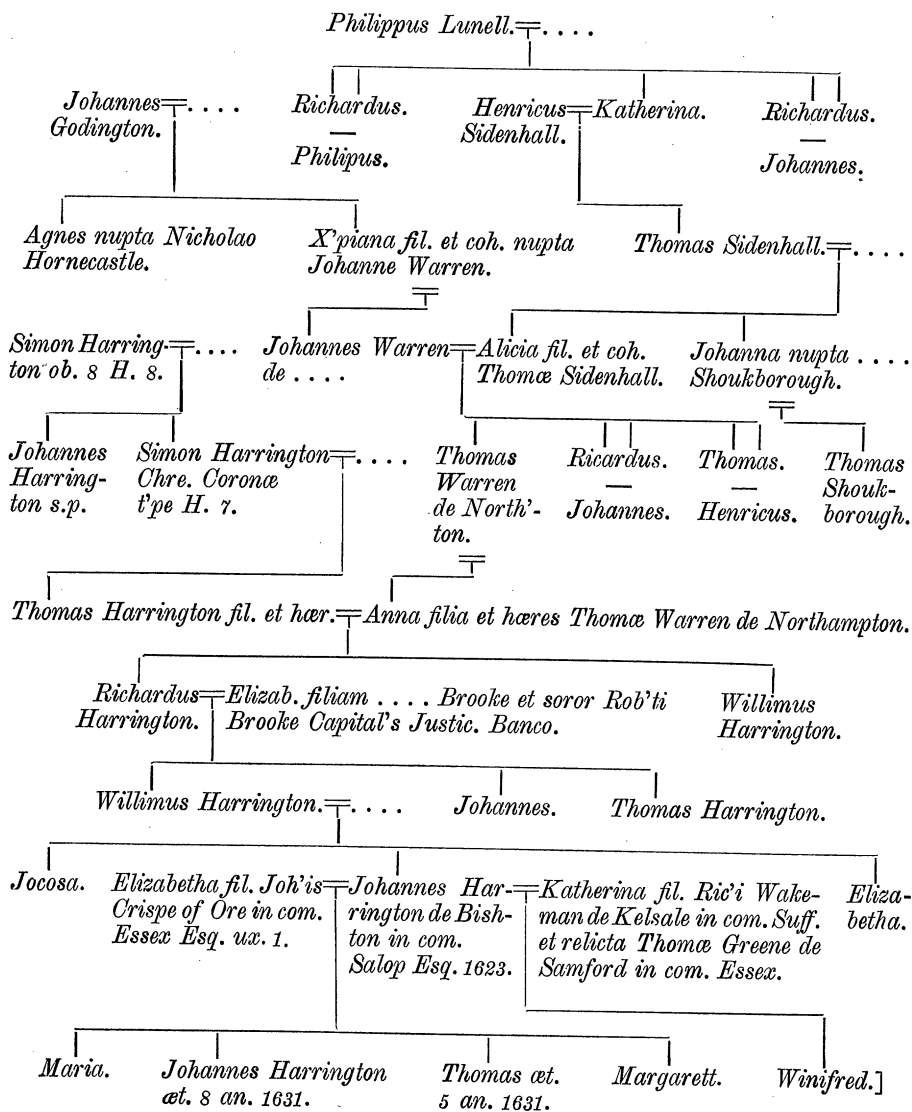 Philippus Lunell. . . . .
Johannes . . . . Richardus. Henricus Katherina. Richardus.
Godington. — Sidenhall. —
Philipus. Johannes.
Agnes nupta Nicholao X'piana fil. et coh. nupta Thomas Sidenhall. . . . .
Hornecastle. Johanne Warren.
Simon Harring- . . . . Johannes Warren Alicia fil. et coh. Johanna nupta . . . .
ton ob. 8 H. 8. de . . . . Thomæ Sidenhall. Shoukborough.
Johannes Simon Harrington . . . . Thomas Ricardus. Thomas. Thomas
Harring- Chre. Coronæ Warren — — Shouk-
ton s.p. t'pe H. 7. de North'- Johannes. Henricus. borough.
ton.
Thomas Harrington fil. et hær. Anna filia et hæres Thomæ Warren de Northampton.
Richardus Elizab. filiam . . . . Brooke et soror Rob'ti Willimus
Harrington. Brooke Capital's Justic. Banco. Harrington.
Willimus Harrington. . . . . Johannes. Thomas Harrington.
Jocosa. Elizabetha fil. Joh'is Johannes Har- Katherina fil. Ric'i Wake- Eliza-
Crispe of Ore in com. rington de Bish- man de Kelsale in com. Suff. betha.
Essex Esq. ux. 1. ton in com. et relicta Thomæ Greene de
Salop Esq. 1623. Samford in com. Essex.
Maria. Johannes Harrington Thomas æt. Margarett. Winifred.]
æt. 8 an. 1631. 5 an. 1631.